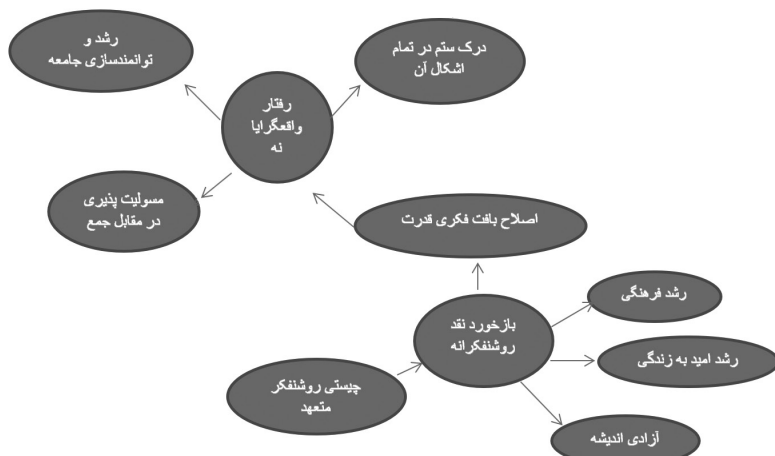 رشد و
توانمندسازی جامعه
درک ستم در تمام
اشکال آن
رفتار
واقعگرایا
نه
مسولیت پذیری
در مقابل جمع
اصلاح بافت فکری قدرت
رشد فرهنگی
بازخورد نقد
روشنفکرانه
رشد امید به زندگی
چیستی روشنفکر
متعهد
آزادی اندیشه